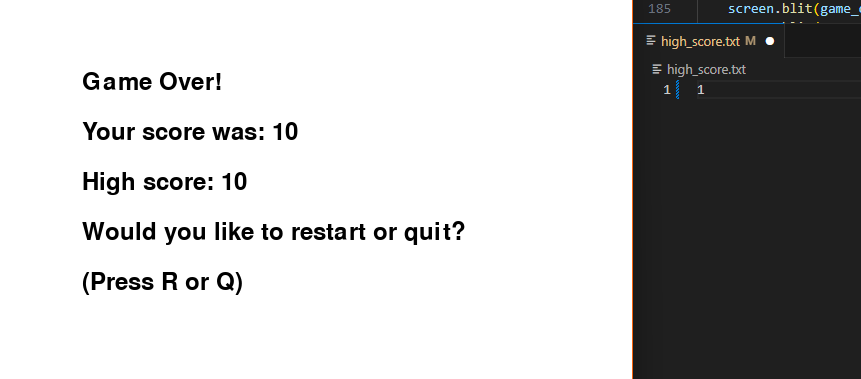 Game Over!
Your score was: 10
High score: 10
Would you like to restart or quit?
(Press R or Q)
185 screen.blit(game_
high_score.txt M
high_score.txt
1 1